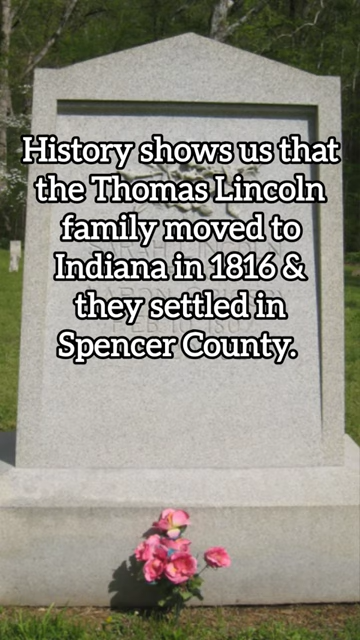 History shows us that
the Thomas Lincoln
family moved to
Indiana in 1816 &
they settled in
Spencer County.